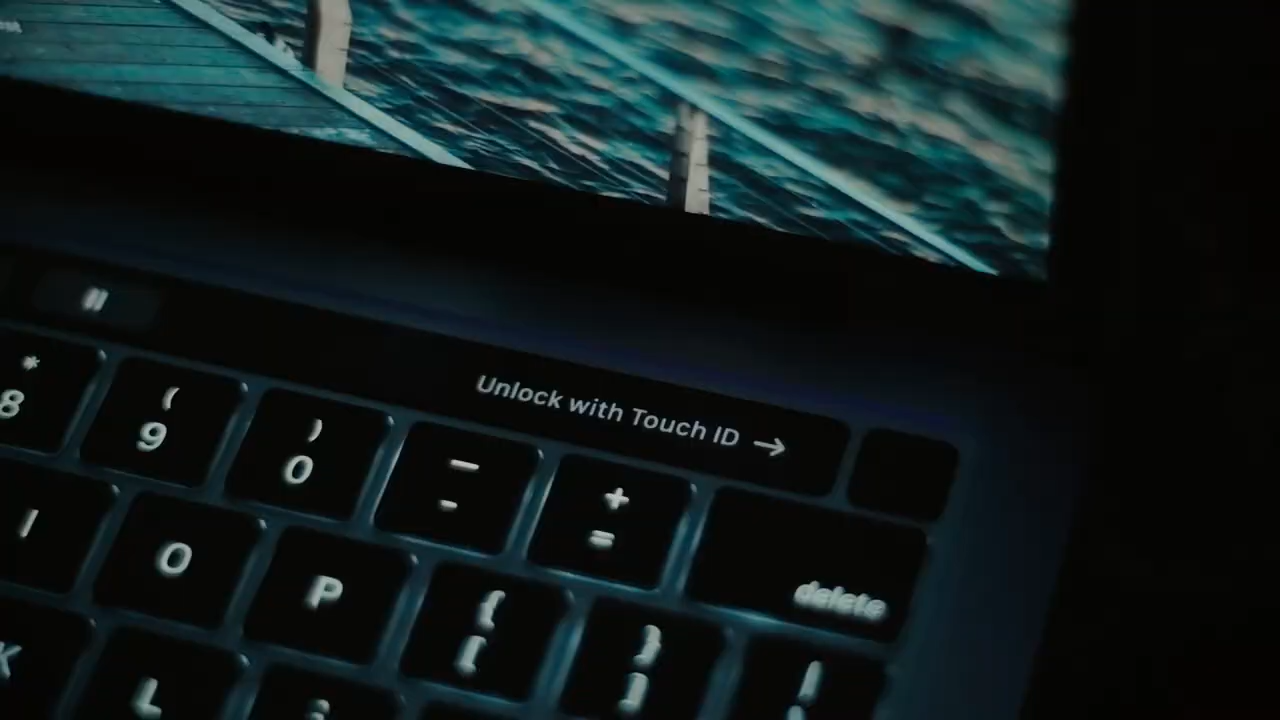 Unlock with Touch ID →
*
8
(
9
)
0
—
-
+
=
delete
I
O
P
{
[
}
]
|
K
L
: